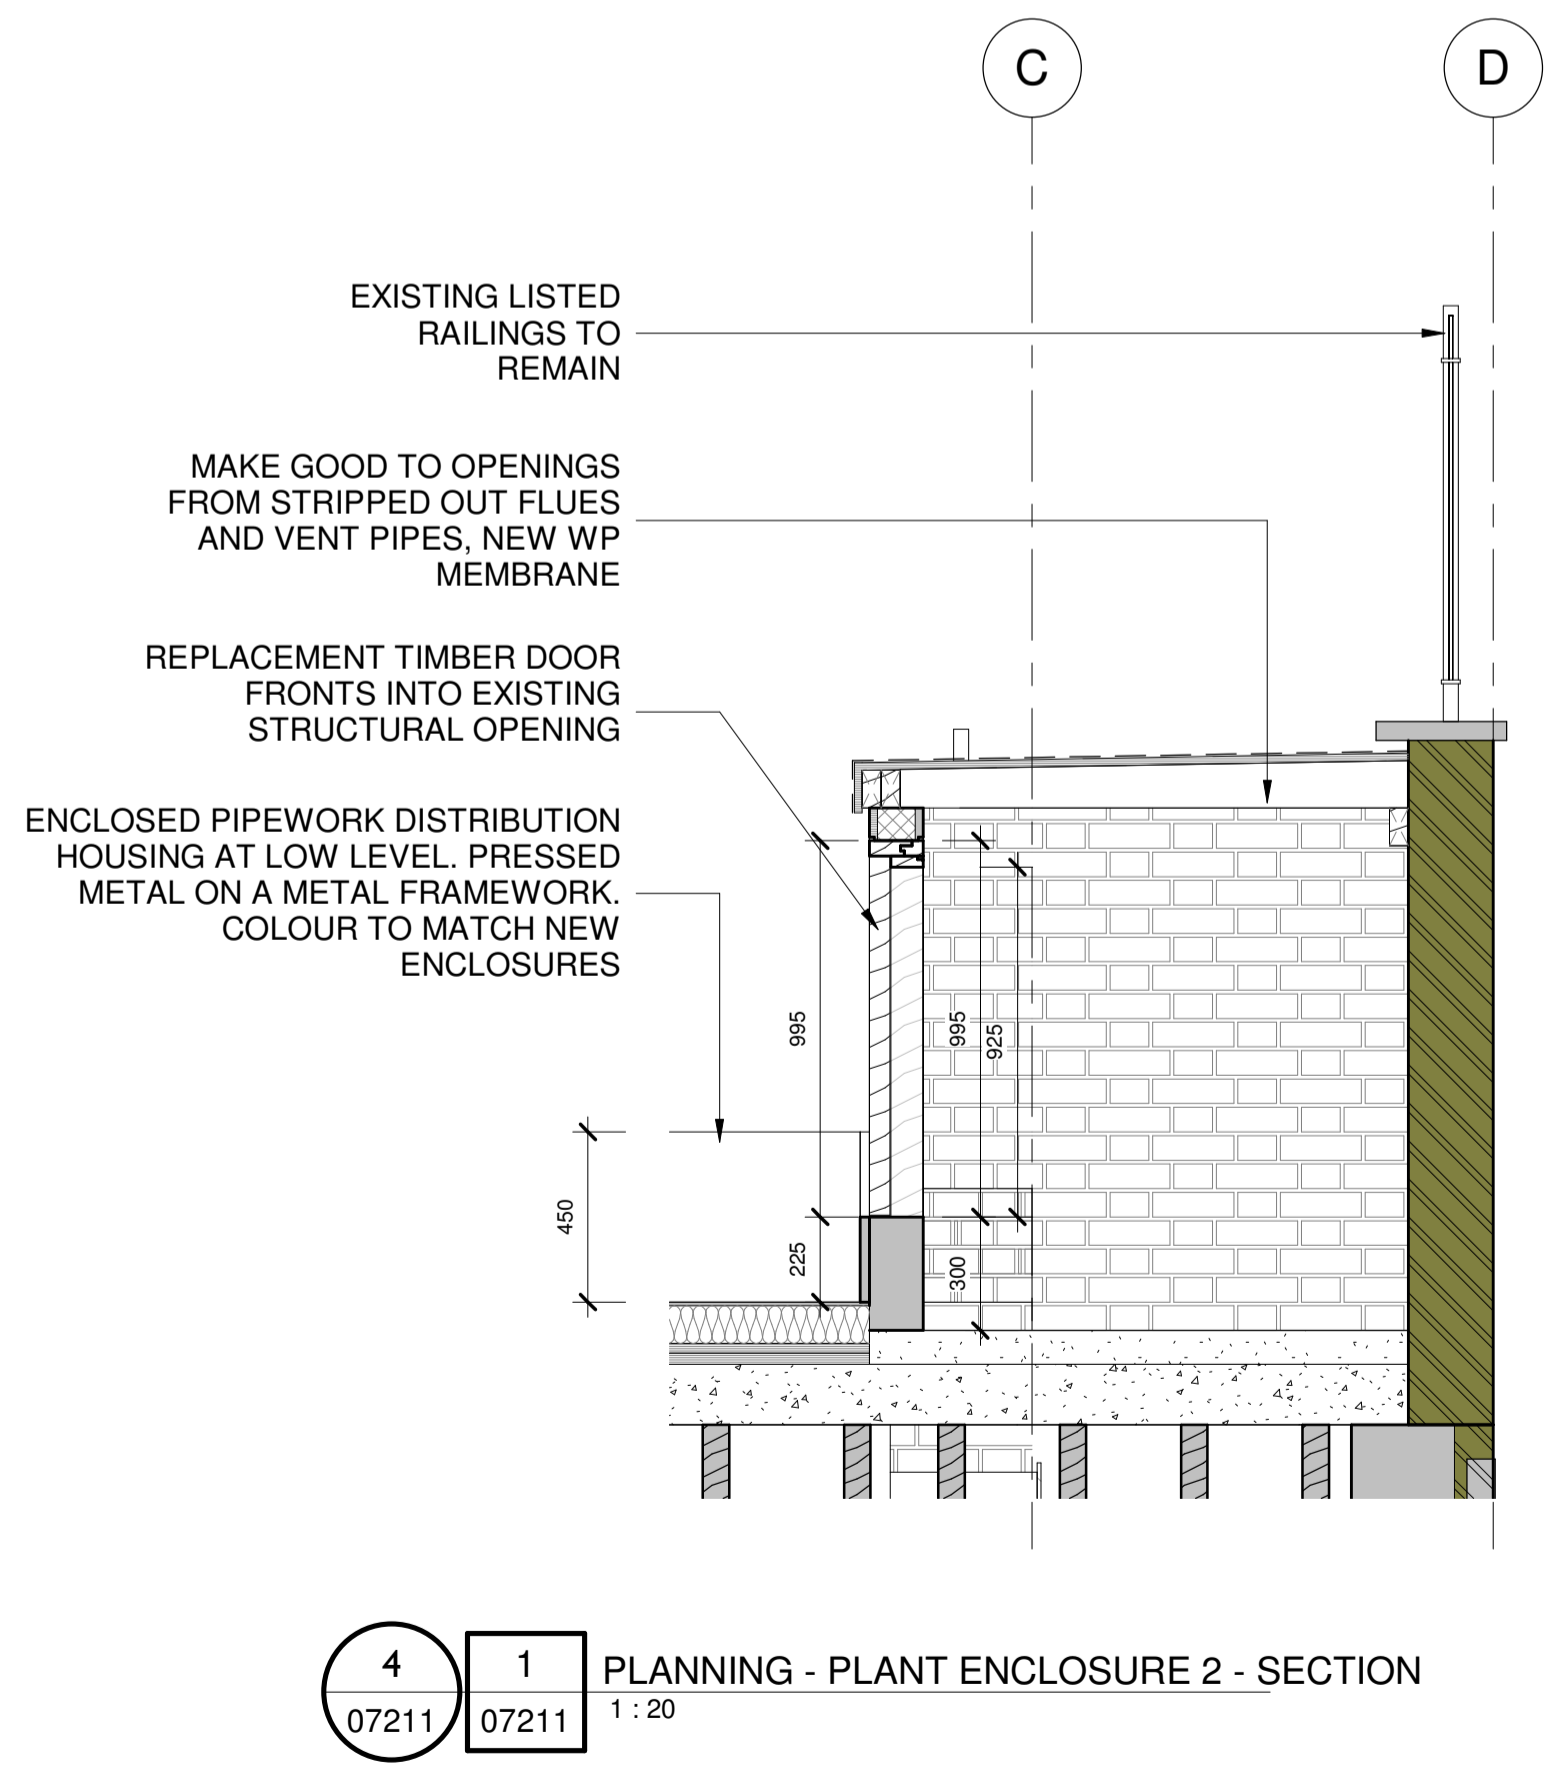 C
D
EXISTING LISTED
RAILINGS TO
REMAIN
MAKE GOOD TO OPENINGS
FROM STRIPPED OUT FLUES
AND VENT PIPES, NEW WP
MEMBRANE
REPLACEMENT TIMBER DOOR
FRONTS INTO EXISTING
STRUCTURAL OPENING
ENCLOSED PIPEWORK DISTRIBUTION
HOUSING AT LOW LEVEL. PRESSED
METAL ON A METAL FRAMEWORK.
COLOUR TO MATCH NEW
ENCLOSURES
995
995
925
450
225
300
4
07211
1
07211
PLANNING - PLANT ENCLOSURE 2 - SECTION
1 : 20